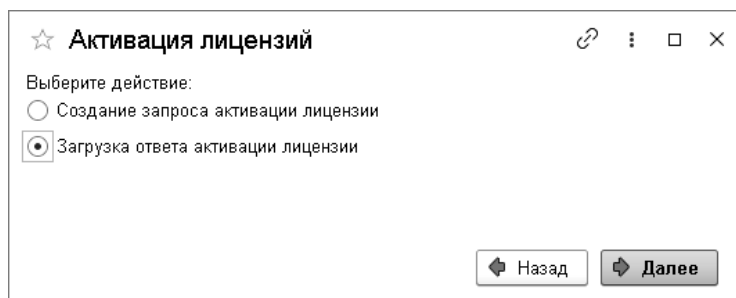 Активация лицензий
Выберите действие:
Создание запроса активации лицензии
Загрузка ответа активации лицензии
Назад
Далее